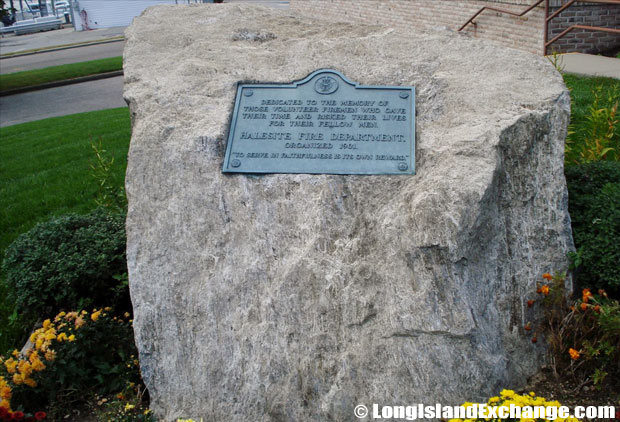 DEDICATED TO THE MEMORY OF
THOSE VOLUNTEER FIREMEN WHO GAVE
THEIR TIME AND RISKED THEIR LIVES
FOR THEIR FELLOW MEN.
HALESITE FIRE DEPARTMENT.
ORGANIZED 1901.
"TO SERVE IN FAITHFULNESS IS ITS OWN REWARD."
© LONGISLANDEXCHANGE.COM